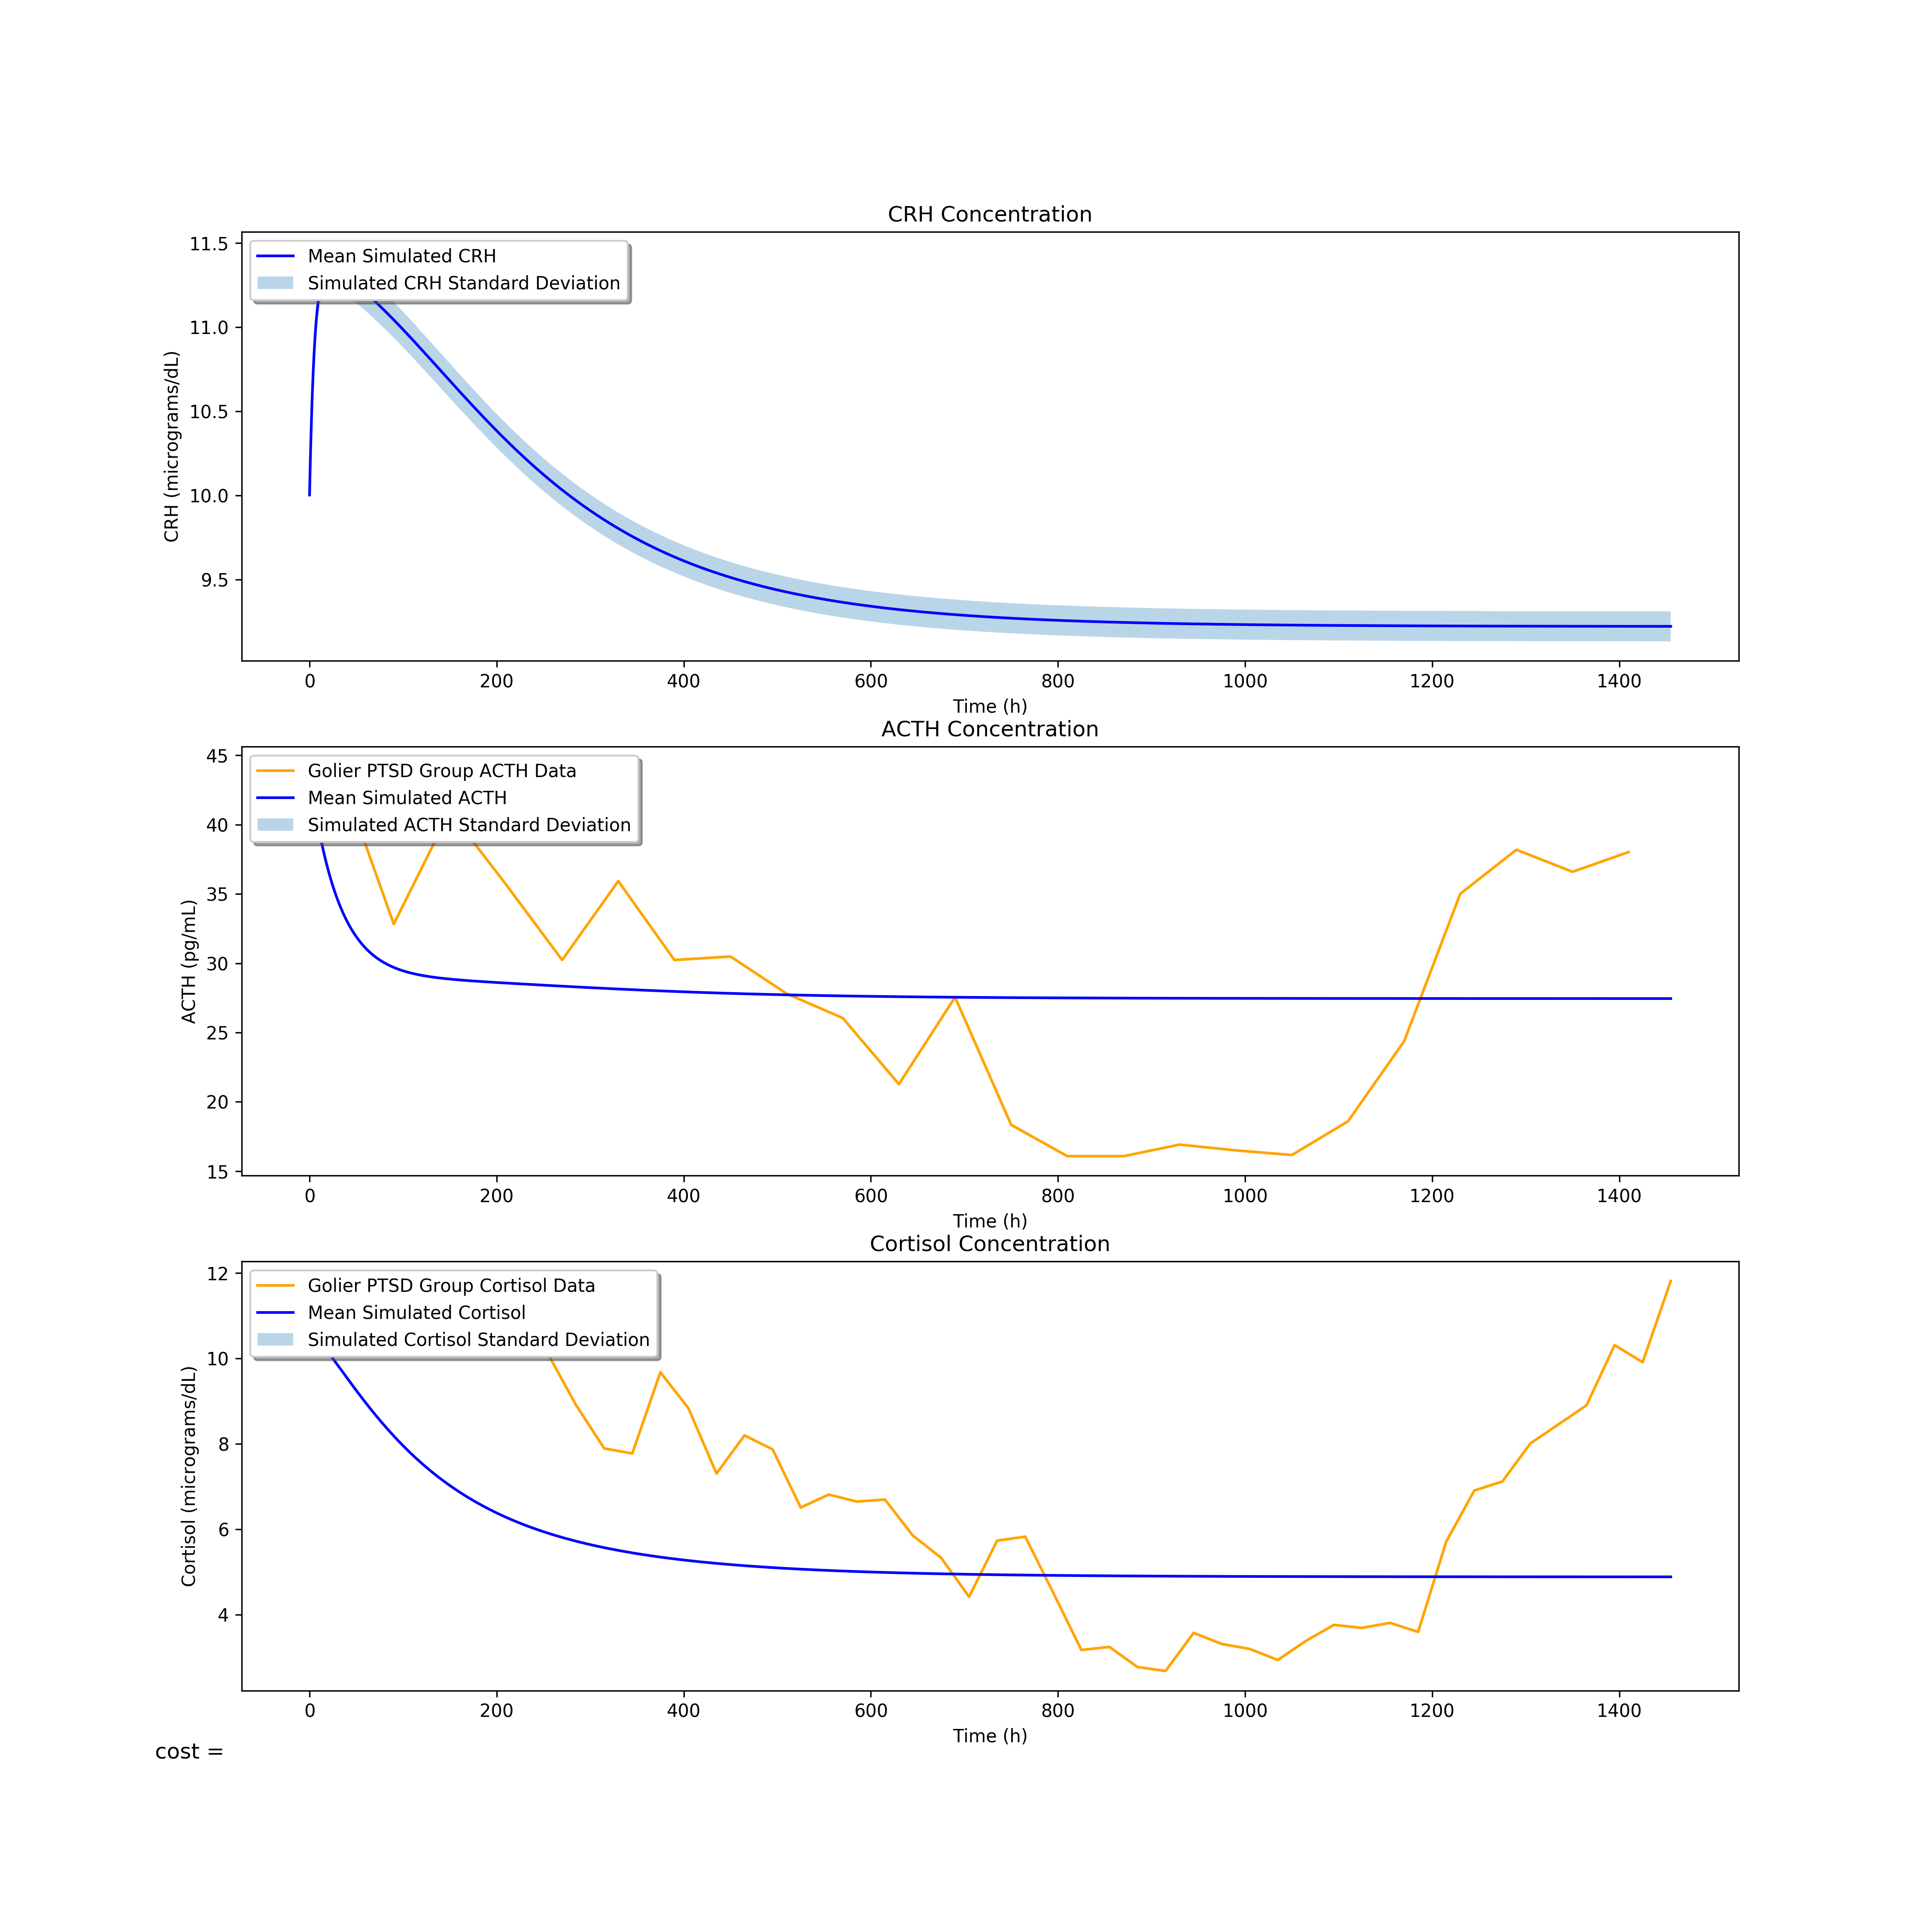 CRH Concentration
11.5
11.0
10.5
10.0
9.5
CRH (micrograms/dL)
Mean Simulated CRH
Simulated CRH Standard Deviation
0 200 400 600 800 1000 1200 1400
Time (h)
ACTH Concentration
45
40
35
30
25
20
15
ACTH (pg/mL)
Golier PTSD Group ACTH Data
Mean Simulated ACTH
Simulated ACTH Standard Deviation
0 200 400 600 800 1000 1200 1400
Time (h)
Cortisol Concentration
12
10
8
6
4
Cortisol (micrograms/dL)
Golier PTSD Group Cortisol Data
Mean Simulated Cortisol
Simulated Cortisol Standard Deviation
0 200 400 600 800 1000 1200 1400
Time (h)
cost =